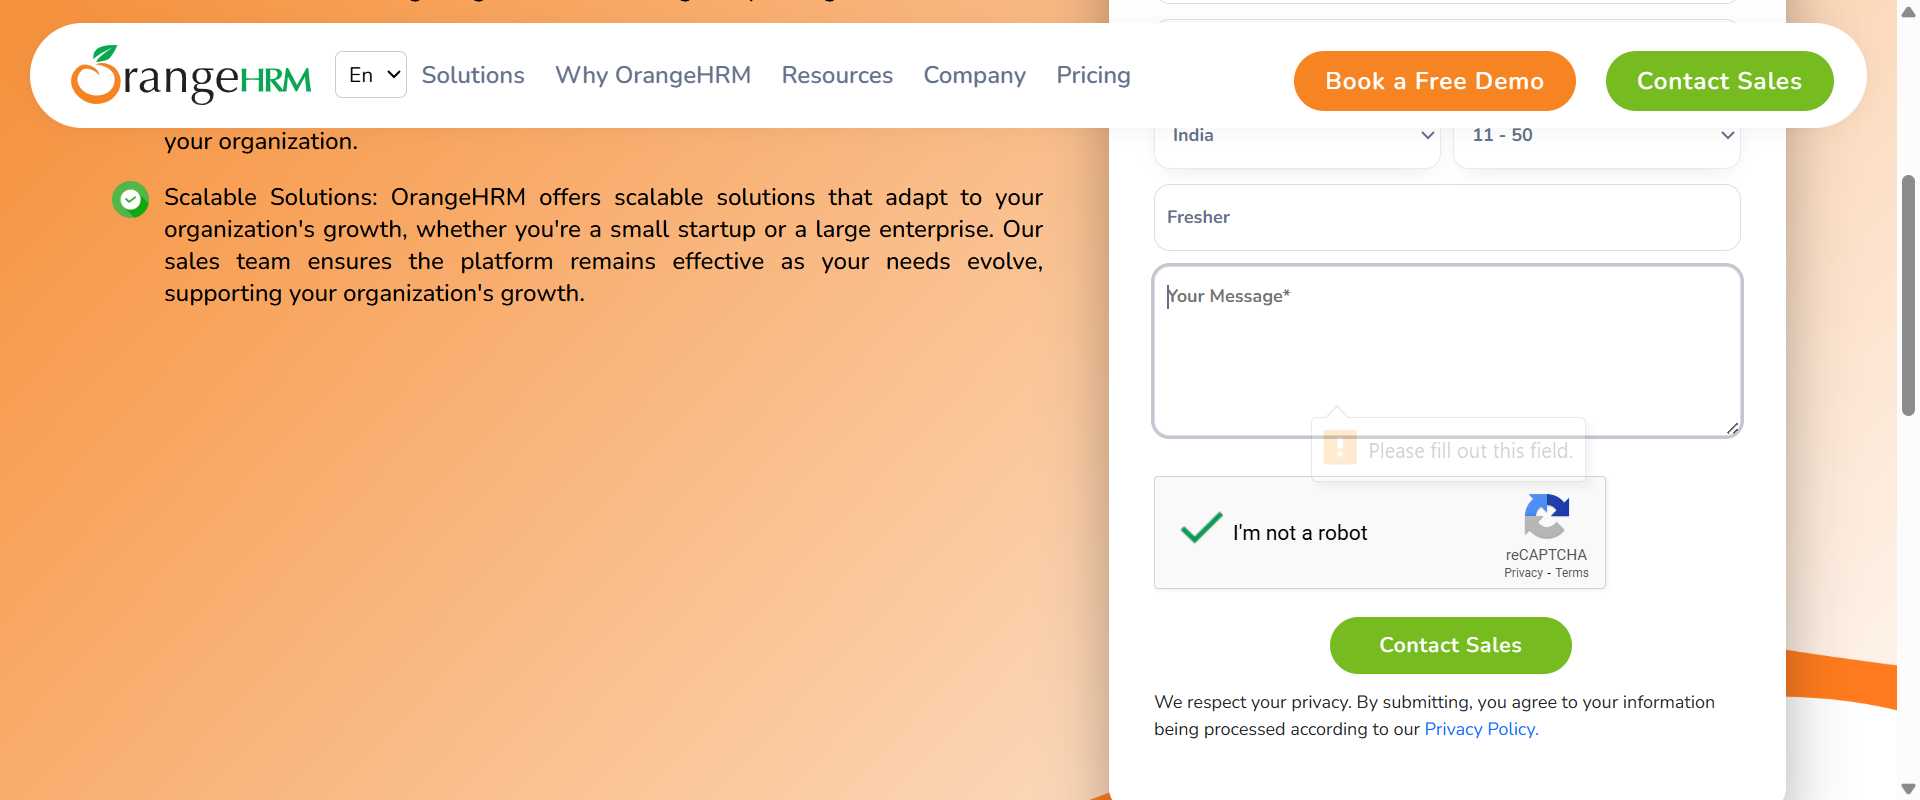 OrangeHRM
En
Solutions
Why OrangeHRM
Resources
Company
Pricing
Book a Free Demo
Contact Sales
your organization.
Scalable Solutions: OrangeHRM offers scalable solutions that adapt to your
organization's growth, whether you're a small startup or a large enterprise. Our
sales team ensures the platform remains effective as your needs evolve,
supporting your organization's growth.
India
11 - 50
Fresher
Your Message*
Please fill out this field.
I'm not a robot
reCAPTCHA
Privacy - Terms
Contact Sales
We respect your privacy. By submitting, you agree to your information
being processed according to our Privacy Policy.